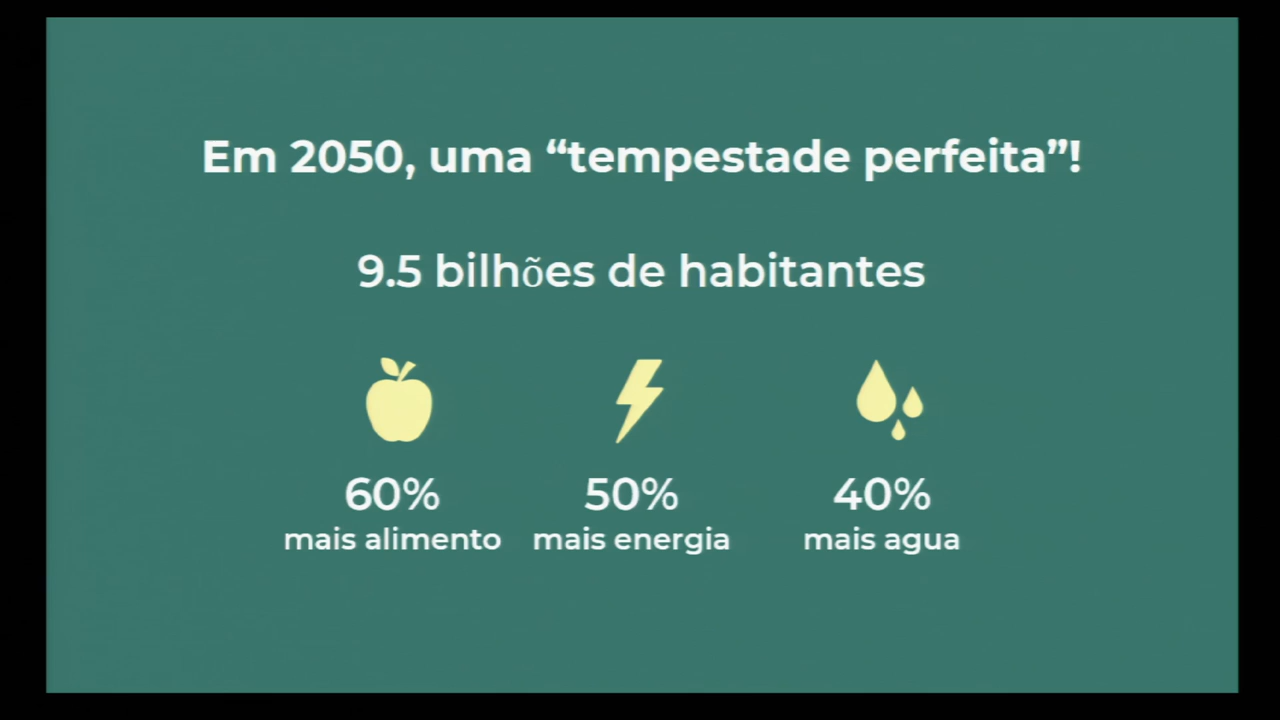 Em 2050, uma “tempestade perfeita”!
9.5 bilhões de habitantes
60% 50% 40%
mais alimento mais energia mais agua